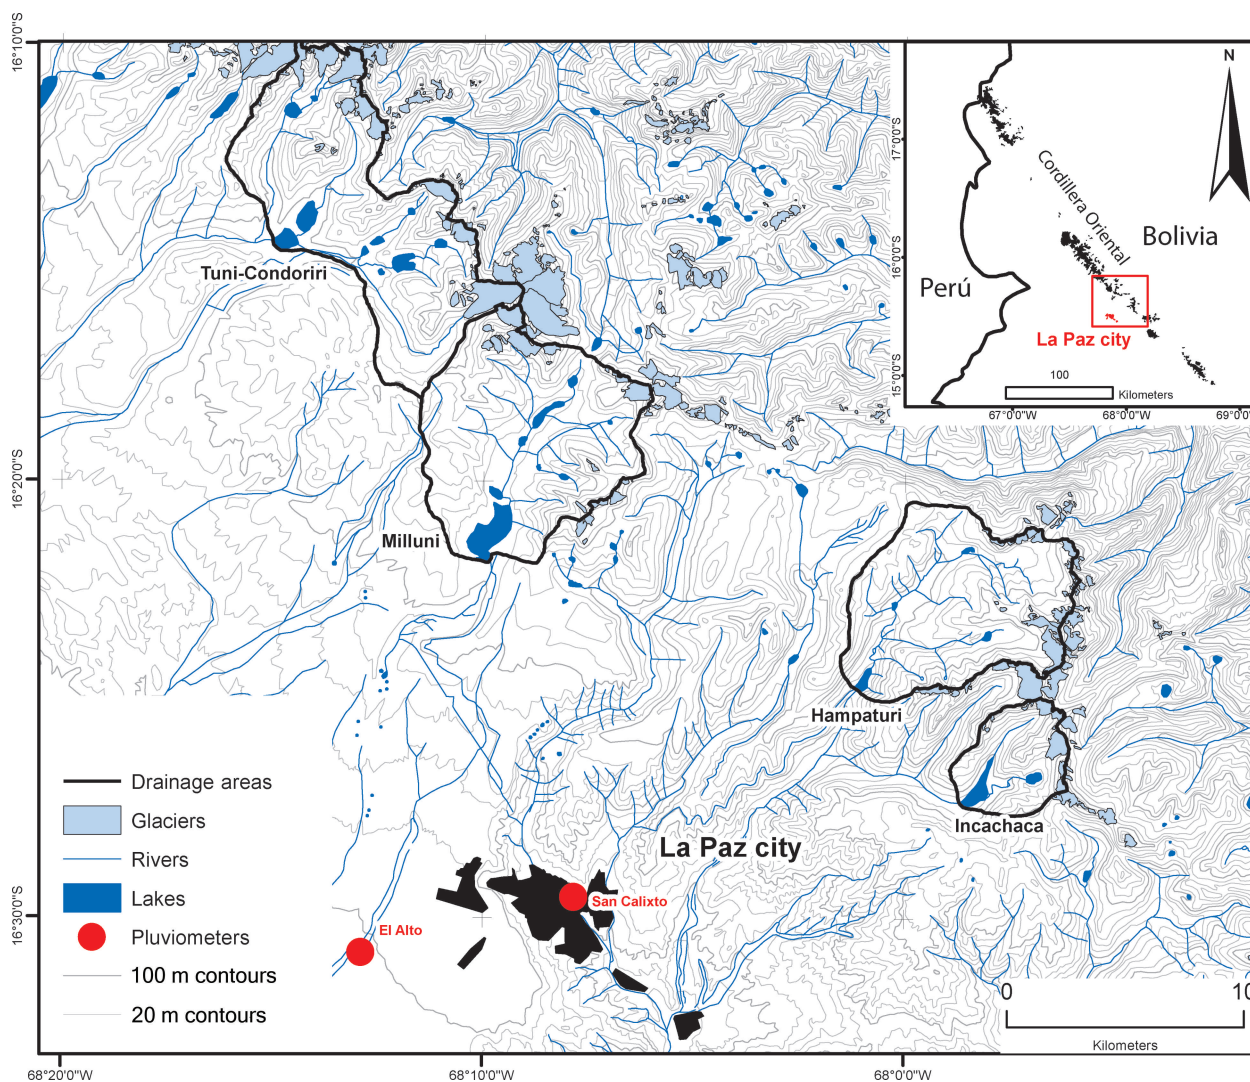 16°10'0"S
N
17°0'0"S
Cordillera Oriental
Bolivia
16°0'0"S
Tuni-Condoriri
Perú
La Paz city
15°0'0"S
100
Kilometers
67°0'0"W
68°0'0"W
69°0'0"W
16°20'0"S
Milluni
Hampaturi
Drainage areas
Glaciers
Incachaca
Rivers
La Paz city
Lakes
San Calixto
16°30'0"S
Pluviometers
El Alto
100 m contours
0
10
20 m contours
Kilometers
68°20'0"W
68°10'0"W
68°0'0"W